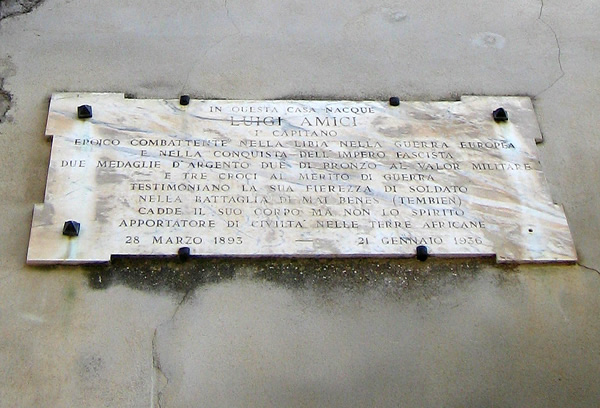 IN QUESTA CASA NACQUE
LUIGI AMICI
1° CAPITANO
EPICO COMBATTENTE NELLA LIBIA NELLA GUERRA EUROPEA
E NELLA CONQUISTA DELL'IMPERO FASCISTA
DUE MEDAGLIE D'ARGENTO DUE DI BRONZO AL VALOR MILITARE
E TRE CROCI AL MERITO DI GUERRA
TESTIMONIANO LA SUA FIEREZZA DI SOLDATO
NELLA BATTAGLIA DI MAI BENES (TEMBIEN)
CADDE IL SUO CORPO MA NON LO SPIRITO
APPORTATORE DI CIVILTA' NELLE TERRE AFRICANE
28 MARZO 1893 — 21 GENNAIO 1936